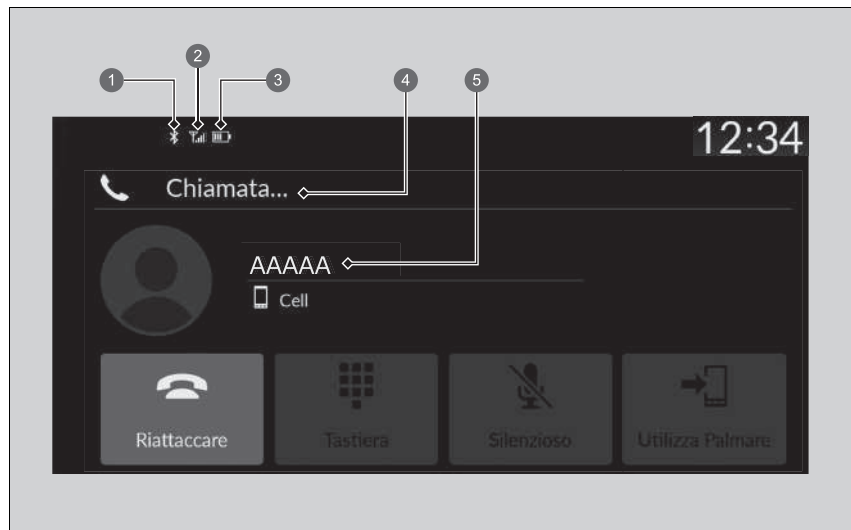 1
2
3
4
5
12:34
Chiamata...
AAAAA
Cell
Riattaccare
Tastiera
Silenzioso
Utilizza Palmare